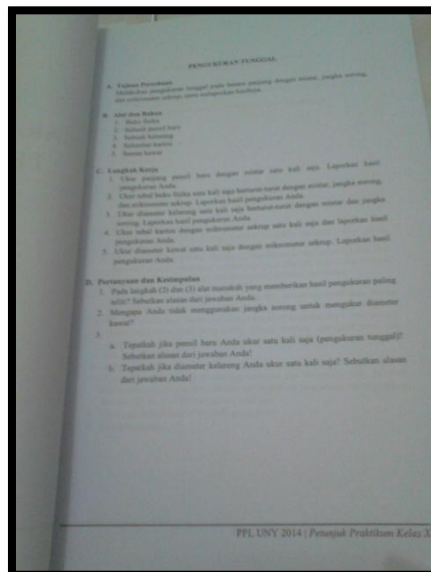 PENGUKURAN TUNGGAL
A. Tujuan Percobaan
Melakukan pengukuran tunggal pada besaran panjang dengan mistar, jangka sorong,
dan mikrometer sekrup, serta melaporkan hasilnya.
B. Alat dan Bahan
1. Buku fisika
2. Sebuah pensil baru
3. Sebuah kelereng
4. Selembar karton
5. kawat
C. Langkah Kerja
1. Ukur panjang pensil baru dengan mistar satu kali saja. Laporkan hasil
pengukuran Anda.
2. Ukur tebal buku fisika satu kali saja berturut-turut dengan mistar, jangka sorong,
dan mikrometer sekrup. Laporkan hasil pengukuran Anda.
3. Ukur diameter kelereng satu kali saja berturut-turut dengan mistar dan jangka
sorong. Laporkan hasil pengukuran Anda
4. Ukur tebal karton dengan mikrometer sekrup satu kali saja dan laporkan hasil
pengukuran Anda.
5. Ukur diameter kawat satu kali saja dengan mikrometer sekrup. Laporkan hasil
pengukuran Anda.
D. Pertanyaan dan Kesimpulan
1. Pada langkah (2) dan (3) alat manakah yang memberikan hasil pengukuran paling
teliti? Sebutkan alasan dari jawaban Anda.
2. Mengapa Anda tidak menggunakan jangka sorong untuk mengukur diameter
kawat?
3.
a. Tepatkah jika pensil baru Anda ukur satu kali saja (pengukuran tunggal)?
Sebutkan alasan dari jawaban Anda!
b. Tepatkah jika diameter kelereng Anda ukur satu kali saja? Sebutkan alasan
dari jawaban Anda!
PPL UNY 2014 | Petunjuk Praktikum Kelas X